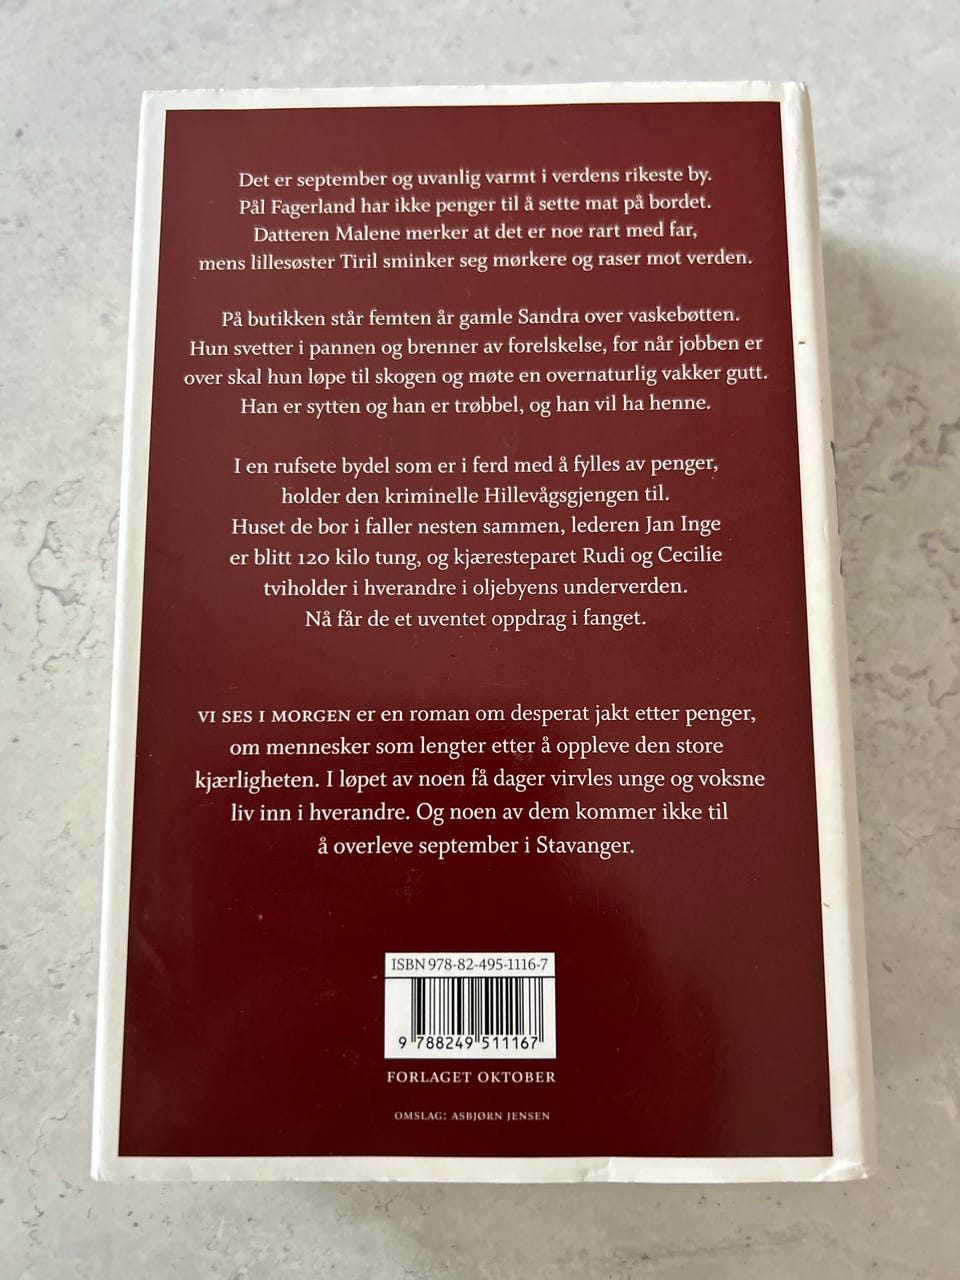 Det er september og uvanlig varmt i verdens rikeste by.
Pål Fagerland har ikke penger til å sette mat på bordet.
Datteren Malene merker at det er noe rart med far,
mens lillesøster Tiril sminker seg mørkere og raser mot verden.
På butikken står femten år gamle Sandra over vaskebøtten.
Hun svetter i pannen og brenner av forelskelse, for når jobben er
over skal hun løpe til skogen og møte en overnaturlig vakker gutt.
Han er sytten og han er trøbbel, og han vil ha henne.
I en rufsete bydel som er i ferd med å fylles av penger,
holder den kriminelle Hillevågsgjengen til.
Huset de bor i faller nesten sammen, lederen Jan Inge
er blitt 120 kilo tung, og kjæresteparet Rudi og Cecilie
tviholder i hverandre i oljebyens underverden.
Nå får de et uventet oppdrag i fanget.
VI SES I MORGEN er en roman om desperat jakt etter penger,
om mennesker som lengter etter å oppleve den store
kjærligheten. I løpet av noen få dager virvles unge og voksne
liv inn i hverandre. Og noen av dem kommer ikke til
å overleve september i Stavanger.
ISBN 978-82-495-1116-7
9 788249 511167
FORLAGET OKTOBER
OMSLAG: ASBJØRN JENSEN